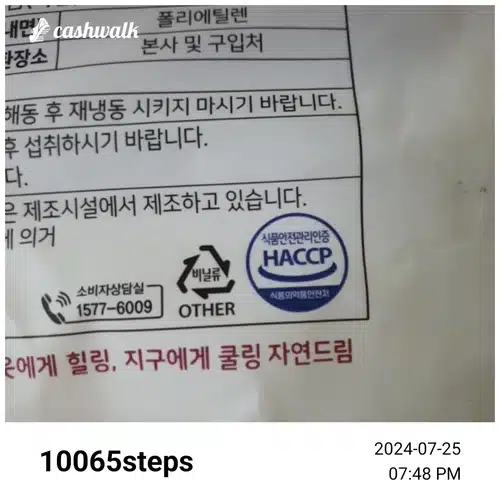 cashwalk
내면
폴리에틸렌
본사 및 구입처
해동 후 재냉동 시키지 마시기 바랍니다.
후 섭취하시기 바랍니다.
다.
은 제조시설에서 제조하고 있습니다.
에 의거
소비자상담실
1577-6009
비닐류
OTHER
식품안전관리인증
HACCP
식품의약품안전처
웃에게 힐링, 지구에게 쿨링 자연드림
10065steps
2024-07-25
07:48 PM